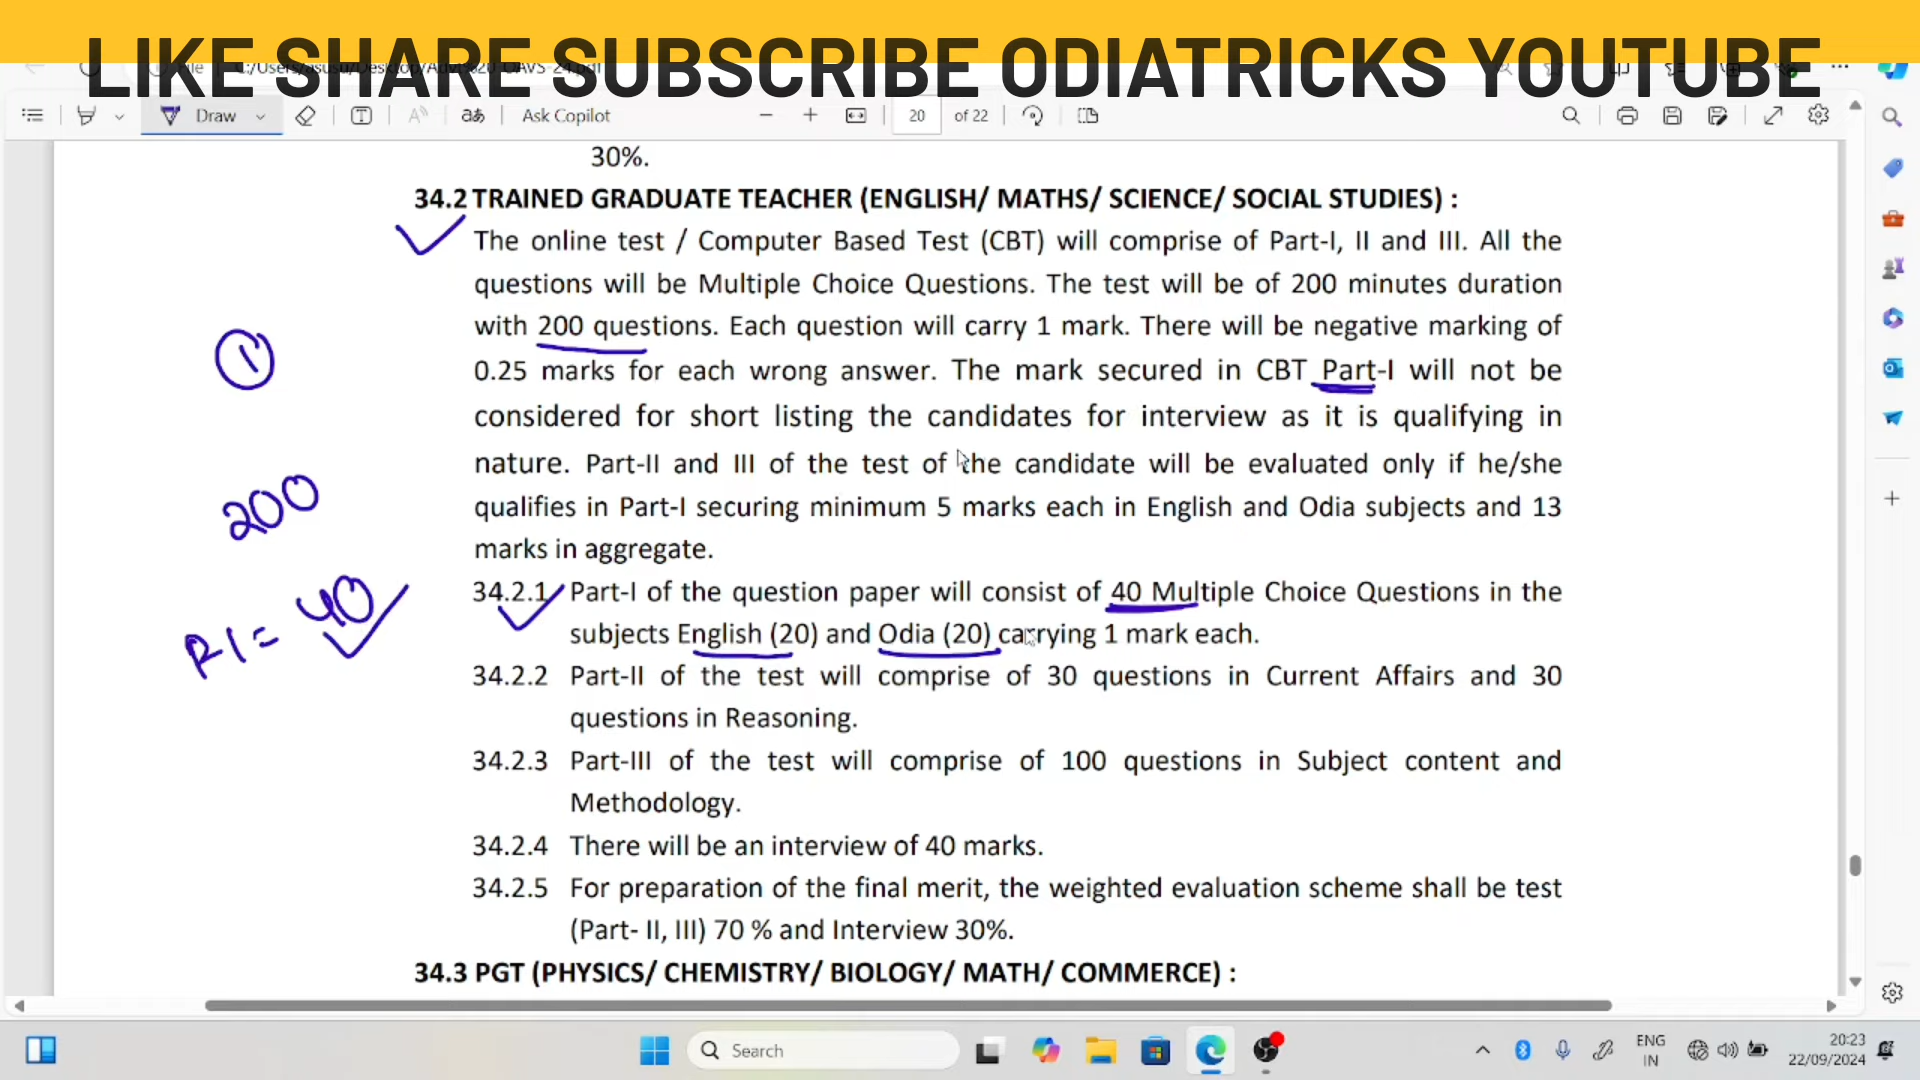 LIKE SHARE SUBSCRIBE ODIATRICKS YOUTUBE
Draw
Ask Copilot
20 of 22
30%.
34.2 TRAINED GRADUATE TEACHER (ENGLISH/ MATHS/ SCIENCE/ SOCIAL STUDIES) :
The online test / Computer Based Test (CBT) will comprise of Part-I, II and III. All the
questions will be Multiple Choice Questions. The test will be of 200 minutes duration
with 200 questions. Each question will carry 1 mark. There will be negative marking of
0.25 marks for each wrong answer. The mark secured in CBT Part-I will not be
considered for short listing the candidates for interview as it is qualifying in
nature. Part-II and III of the test of the candidate will be evaluated only if he/she
qualifies in Part-I securing minimum 5 marks each in English and Odia subjects and 13
marks in aggregate.
34.2.1 Part-I of the question paper will consist of 40 Multiple Choice Questions in the
subjects English (20) and Odia (20) carrying 1 mark each.
34.2.2 Part-II of the test will comprise of 30 questions in Current Affairs and 30
questions in Reasoning.
34.2.3 Part-III of the test will comprise of 100 questions in Subject content and
Methodology.
34.2.4 There will be an interview of 40 marks.
34.2.5 For preparation of the final merit, the weighted evaluation scheme shall be test
(Part- II, III) 70 % and Interview 30%.
34.3 PGT (PHYSICS/ CHEMISTRY/ BIOLOGY/ MATH/ COMMERCE) :
1
200
P1 = 40
Search
ENG
IN
20:23
22/09/2024